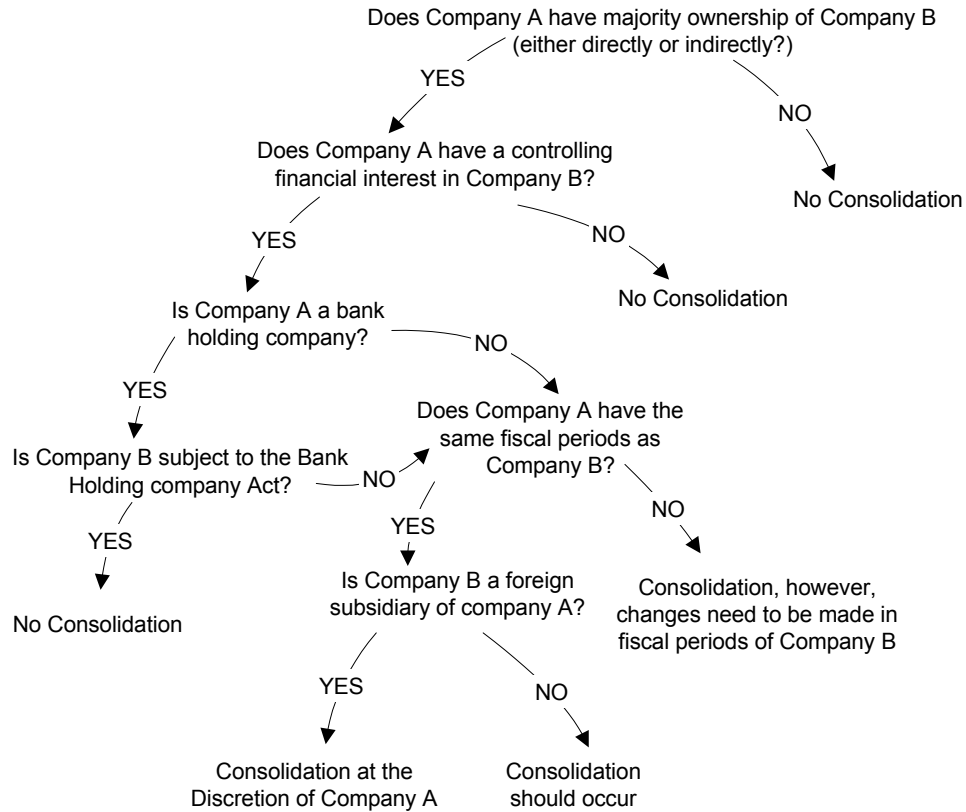 Does Company A have majority ownership of Company B
(either directly or indirectly?)
YES
NO
Does Company A have a controlling
financial interest in Company B?
No Consolidation
YES
NO
No Consolidation
Is Company A a bank
holding company?
NO
YES
Does Company A have the
same fiscal periods as
Company B?
Is Company B subject to the Bank
Holding company Act?
NO
NO
YES
YES
Is Company B a foreign
subsidiary of company A?
Consolidation, however,
changes need to be made in
fiscal periods of Company B
No Consolidation
YES
NO
Consolidation at the
Discretion of Company A
Consolidation
should occur